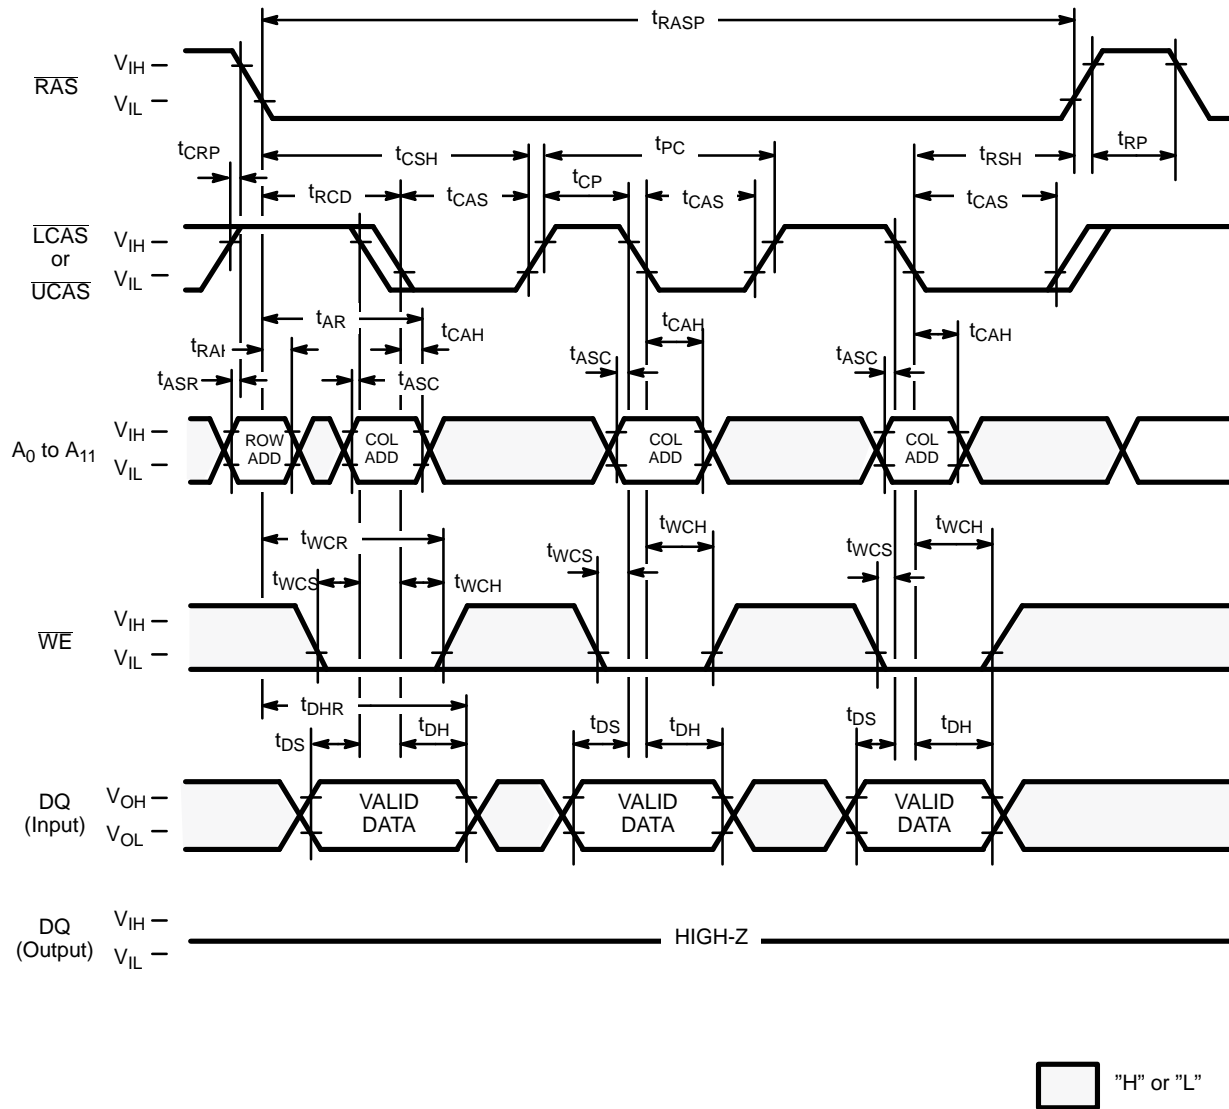 tRASP
RAS
VIH
VIL
tCRP
tCSH
tPC
tRSH
tRP
tRCD
tCAS
tCP
tCAS
tCAS
LCAS
or
UCAS
VIH
VIL
tAR
tCAH
tCAH
tCAH
tRAH
tASC
tASC
tASR
tASC
A0 to A11
VIH
VIL
ROW
ADD
COL
ADD
COL
ADD
COL
ADD
tWCR
tWCH
tWCH
tWCS
tWCS
tWCS
tWCH
WE
VIH
VIL
tDHR
tDS
tDH
tDS
tDH
tDS
tDH
DQ
(Input)
VOH
VOL
VALID
DATA
VALID
DATA
VALID
DATA
DQ
(Output)
VIH
VIL
HIGH-Z
”H” or ”L”